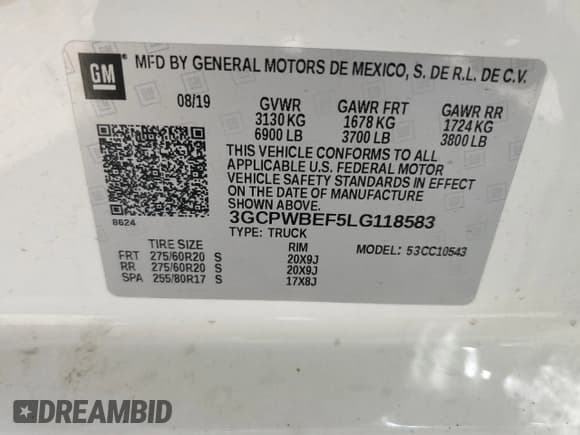 GM
MFD BY GENERAL MOTORS DE MEXICO, S. DE R.L. DE C.V.
08/19 GVWR GAWR FRT GAWR RR
3130 KG 1678 KG 1724 KG
6900 LB 3700 LB 3800 LB
THIS VEHICLE CONFORMS TO ALL
APPLICABLE U.S. FEDERAL MOTOR
VEHICLE SAFETY STANDARDS IN EFFECT
ON THE DATE OF MANUFACTURE
SHOWN ABOVE.
3GCPWBEF5LG118583
8624
TYPE: TRUCK
TIRE SIZE RIM MODEL: 53CC10543
FRT 275/60R20 S 20X9J
RR 275/60R20 S 20X9J
SPA 255/80R17 S 17X8J
DREAMBID